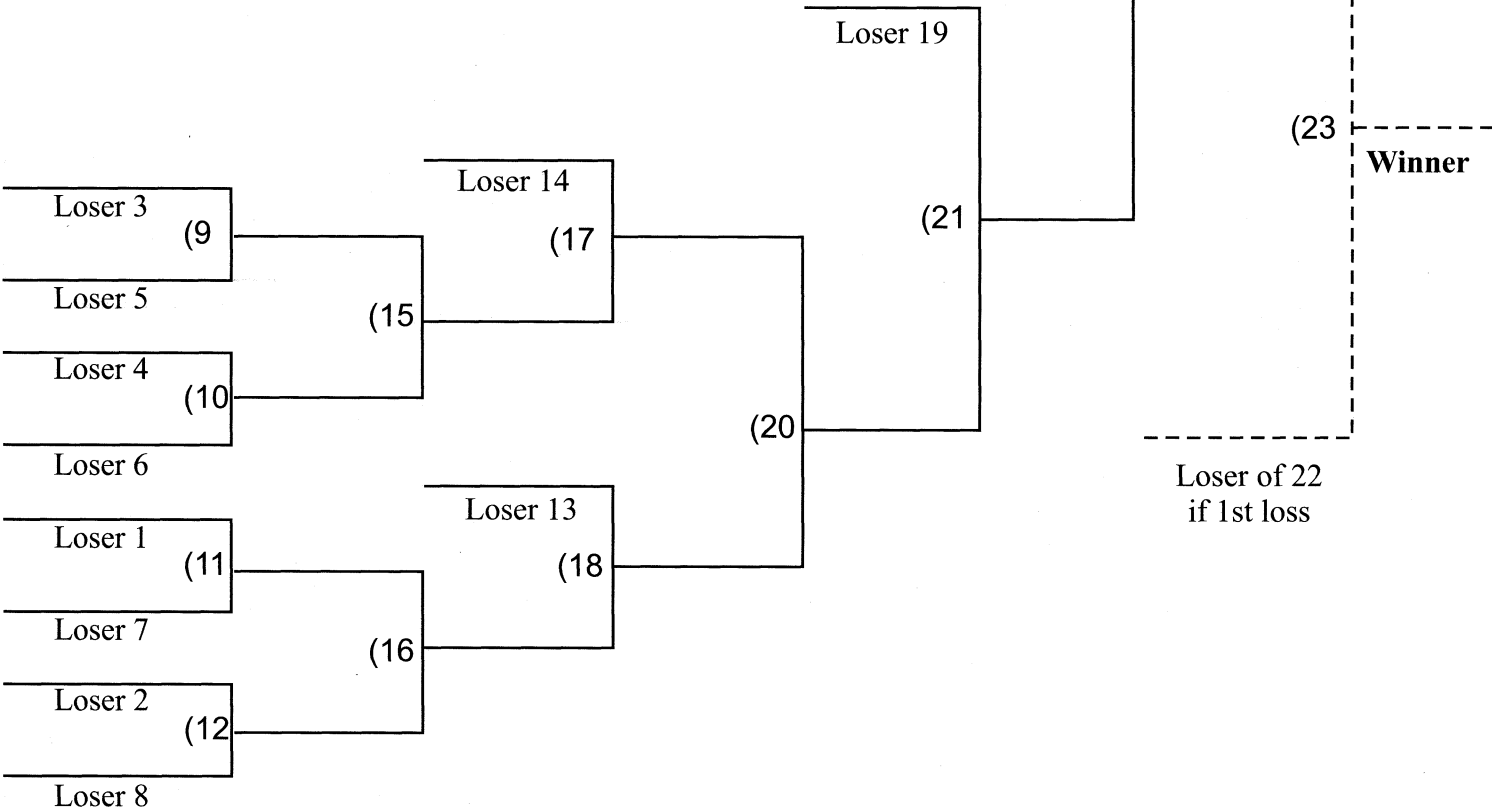 Loser 19
(23
Winner
Loser 14
Loser 3
(9
(17
(21
Loser 5
(15
Loser 4
(10
(20
Loser 6
Loser of 22
if 1st loss
Loser 13
Loser 1
(11
(18
Loser 7
(16
Loser 2
(12
Loser 8